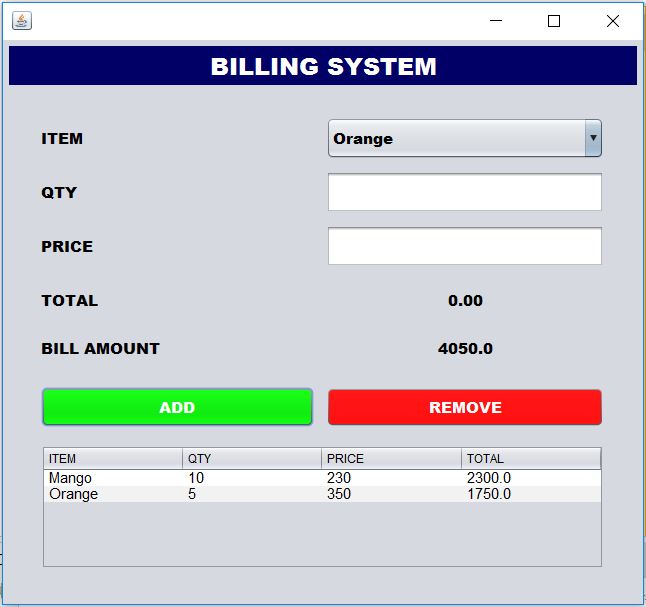 BILLING SYSTEM
ITEM Orange
QTY
PRICE
TOTAL 0.00
BILL AMOUNT 4050.0
ADD REMOVE
ITEM QTY PRICE TOTAL
Mango 10 230 2300.0
Orange 5 350 1750.0